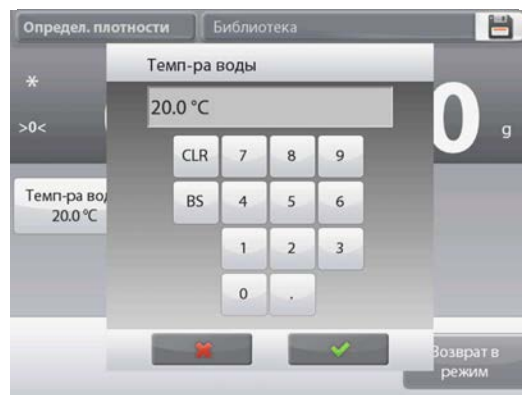 Определ. плотности Библиотека
Темп-ра воды
*
20.0 °C
>0< 0 g
CLR 7 8 9
Темп-ра
20.0 °C
BS 4 5 6
1 2 3
0 .
Возврат в
режим